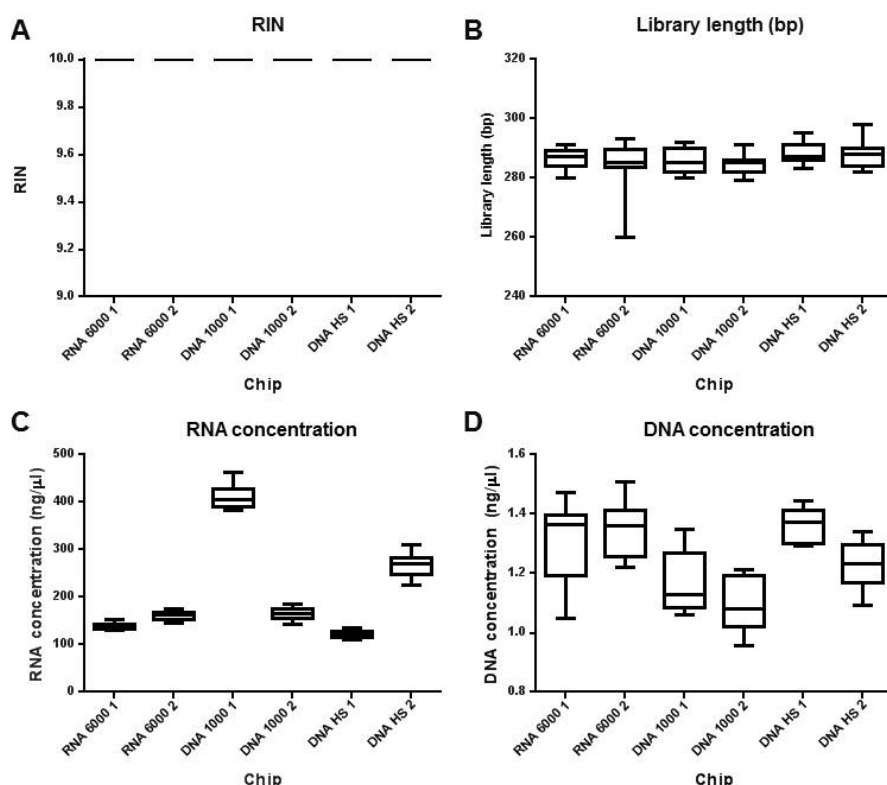 A
RIN
RIN
10.0
9.8
9.6
9.4
9.2
9.0
RNA 6000 1
RNA 6000 2
DNA 1000 1
DNA 1000 2
DNA HS 1
DNA HS 2
Chip
B
Library length (bp)
Library length (bp)
320
300
280
260
240
RNA 6000 1
RNA 6000 2
DNA 1000 1
DNA 1000 2
DNA HS 1
DNA HS 2
Chip
C
RNA concentration
RNA concentration (ng/µl)
500
400
300
200
100
0
RNA 6000 1
RNA 6000 2
DNA 1000 1
DNA 1000 2
DNA HS 1
DNA HS 2
Chip
D
DNA concentration
DNA concentration (ng/µl)
1.6
1.4
1.2
1.0
0.8
RNA 6000 1
RNA 6000 2
DNA 1000 1
DNA 1000 2
DNA HS 1
DNA HS 2
Chip